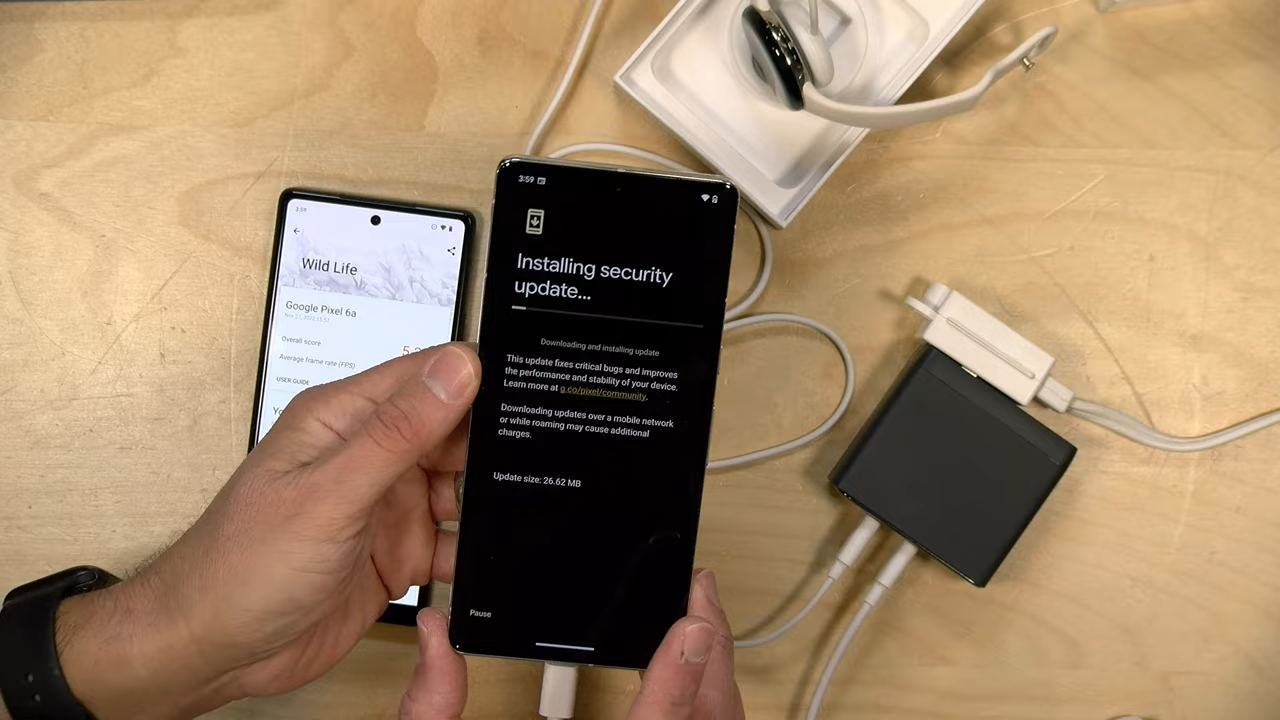 3:59
Wild Life
Google Pixel 6a
Overall score
Average frame rate (FPS)
USER GUIDE
3:59
Installing security
update...
Downloading and installing update
This update fixes critical bugs and improves
the performance and stability of your device.
Learn more at g.co/pixel/community.
Downloading updates over a mobile network
or while roaming may cause additional
charges.
Update size: 26.62 MB
Pause